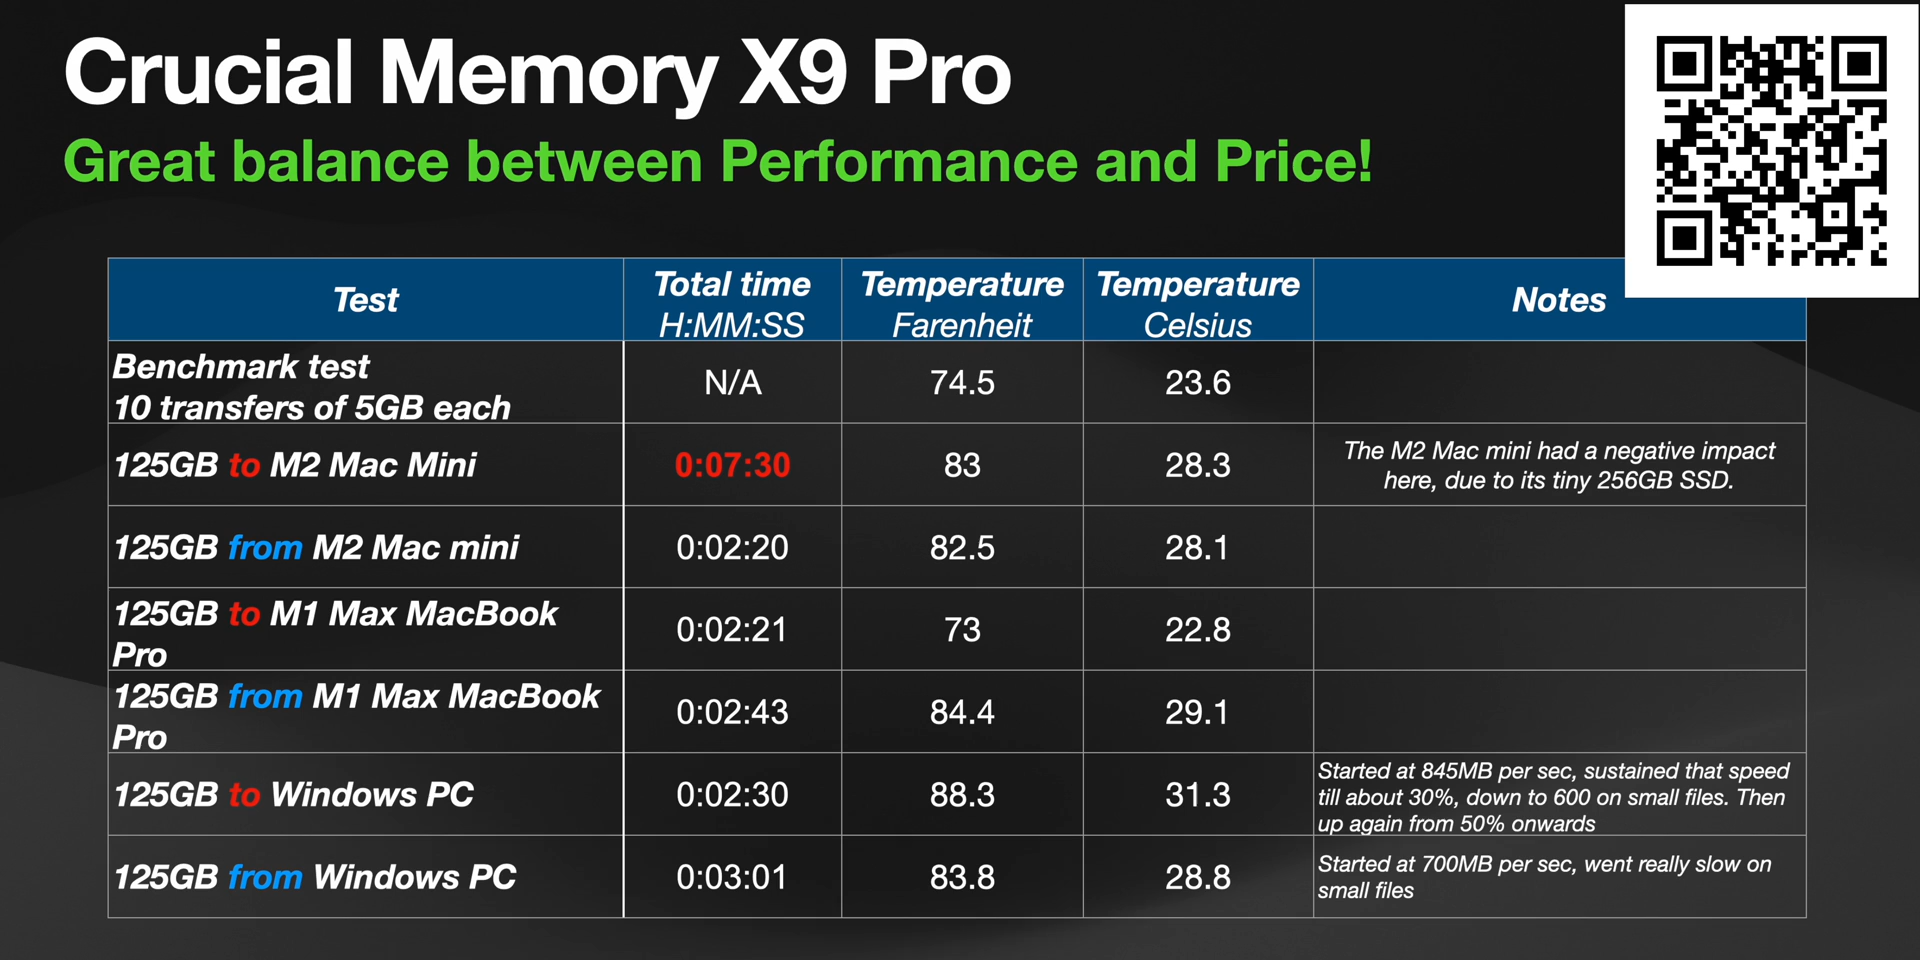 Crucial Memory X9 Pro
Great balance between Performance and Price!
Test
Total time
H:MM:SS
Temperature
Farenheit
Temperature
Celsius
Notes
Benchmark test
10 transfers of 5GB each
N/A
74.5
23.6
125GB to M2 Mac Mini
0:07:30
83
28.3
The M2 Mac mini had a negative impact
here, due to its tiny 256GB SSD.
125GB from M2 Mac mini
0:02:20
82.5
28.1
125GB to M1 Max MacBook
Pro
0:02:21
73
22.8
125GB from M1 Max MacBook
Pro
0:02:43
84.4
29.1
125GB to Windows PC
0:02:30
88.3
31.3
Started at 845MB per sec, sustained that speed
till about 30%, down to 600 on small files. Then
up again from 50% onwards
125GB from Windows PC
0:03:01
83.8
28.8
Started at 700MB per sec, went really slow on
small files